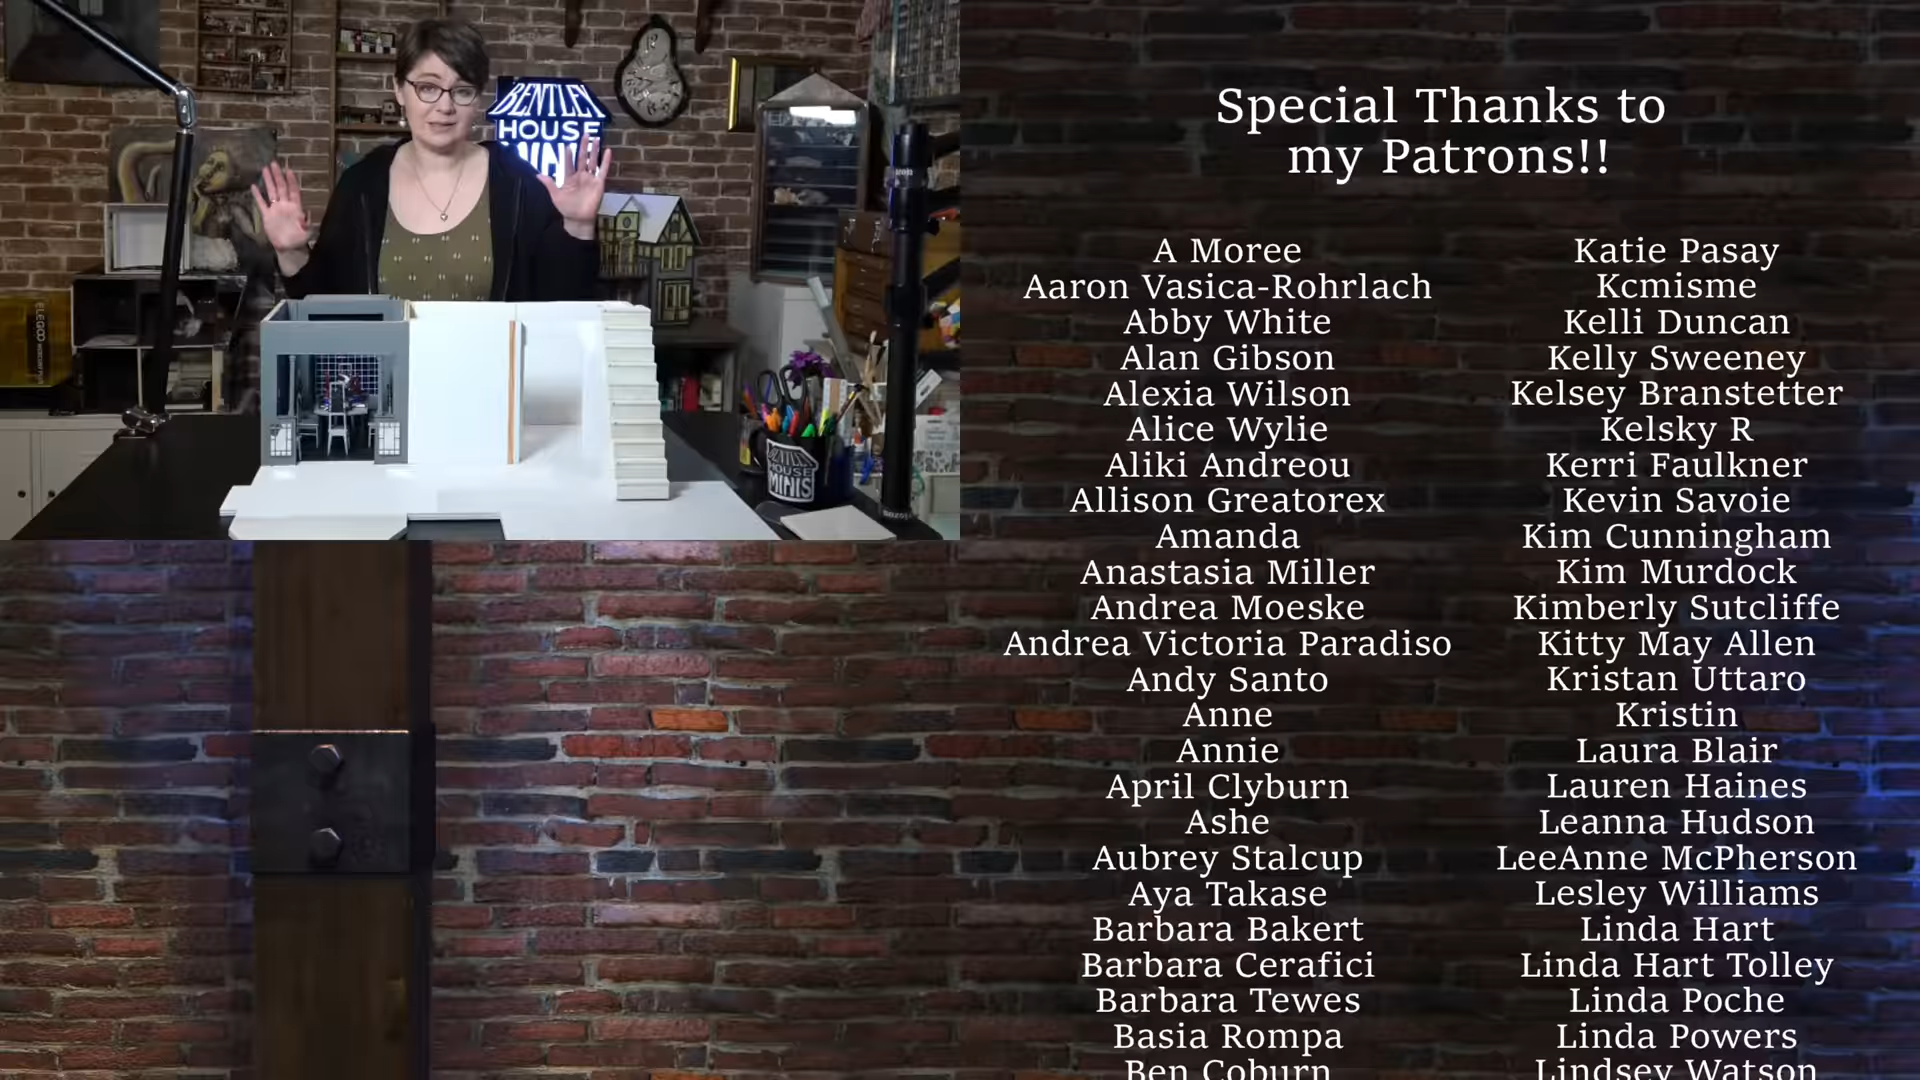 BENTLEY
HOUSE
MINIS
ELEGOO
BENTLEY
HOUSE
MINIS
Special Thanks to
my Patrons!!
A Moree
Aaron Vasica-Rohrlach
Abby White
Alan Gibson
Alexia Wilson
Alice Wylie
Aliki Andreou
Allison Greatorex
Amanda
Anastasia Miller
Andrea Moeske
Andrea Victoria Paradiso
Andy Santo
Anne
Annie
April Clyburn
Ashe
Aubrey Stalcup
Aya Takase
Barbara Bakert
Barbara Cerafici
Barbara Tewes
Basia Rompa
Ben Coburn
Katie Pasay
Kcmisme
Kelli Duncan
Kelly Sweeney
Kelsey Branstetter
Kelsky R
Kerri Faulkner
Kevin Savoie
Kim Cunningham
Kim Murdock
Kimberly Sutcliffe
Kitty May Allen
Kristan Uttaro
Kristin
Laura Blair
Lauren Haines
Leanna Hudson
LeeAnne McPherson
Lesley Williams
Linda Hart
Linda Hart Tolley
Linda Poche
Linda Powers
Lindsey Watson